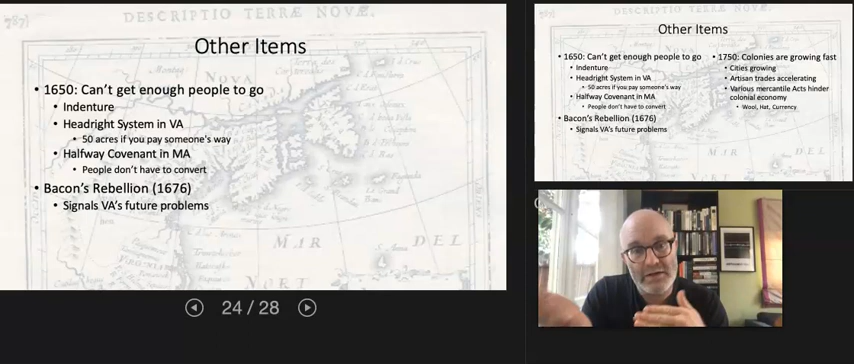 787
DESCRIPTIO TERRÆ NOVÆ.
Other Items
• 1650: Can't get enough people to go
• Indenture
• Headright System in VA
• 50 acres if you pay someone's way
• Halfway Covenant in MA
• People don't have to convert
• Bacon's Rebellion (1676)
• Signals VA's future problems
NOVA
MAR DEL
NORT
24 / 28
DESCRIPTIO TERRÆ NOVÆ.
Other Items
• 1650: Can't get enough people to go
• Indenture
• Headright System in VA
• 50 acres if you pay someone's way
• Halfway Covenant in MA
• People don't have to convert
• Bacon's Rebellion (1676)
• Signals VA's future problems
• 1750: Colonies are growing fast
• Cities growing
• Artisan trades accelerating
• Various mercantile Acts hinder
colonial economy
• Wool, Hat, Currency
MAR DEL
NORT